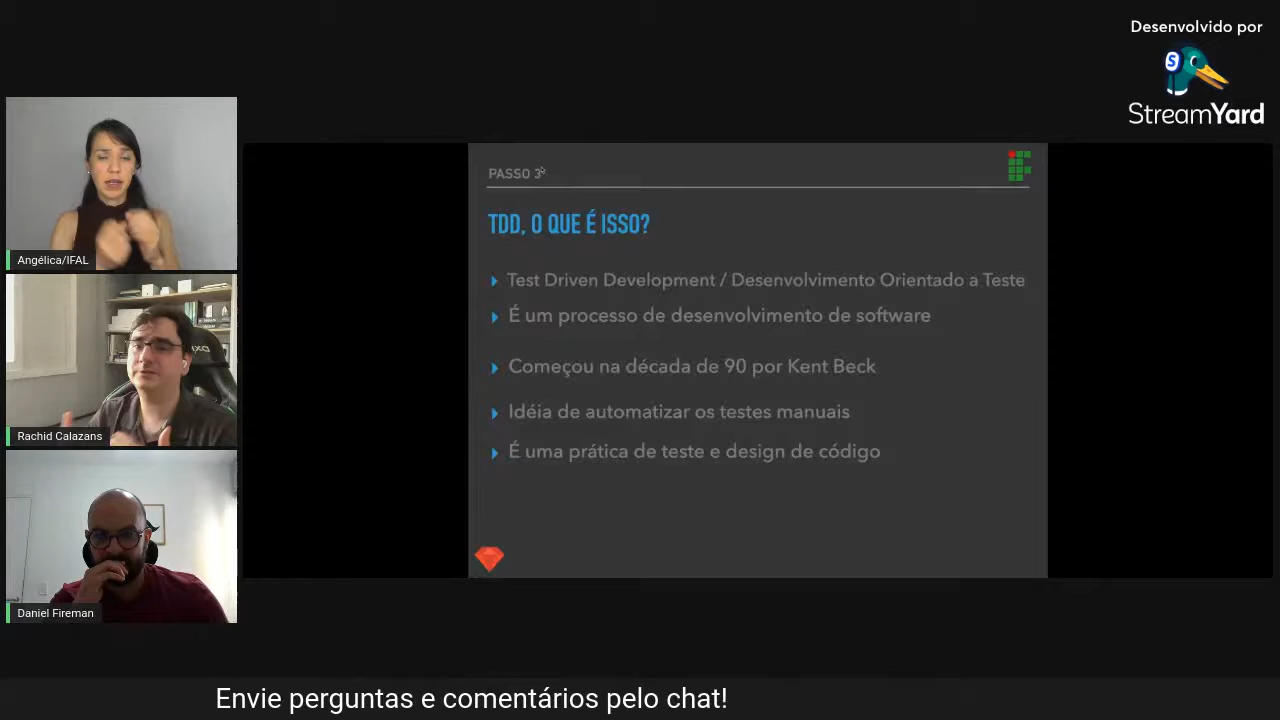 Desenvolvido por
StreamYard
PASSO 3
TDD, O QUE É ISSO?
Test Driven Development / Desenvolvimento Orientado a Teste
É um processo de desenvolvimento de software
Começou na década de 90 por Kent Beck
Idéia de automatizar os testes manuais
É uma prática de teste e design de código
Angélica/IFAL
Rachid Calazans
Daniel Fireman
Envie perguntas e comentários pelo chat!